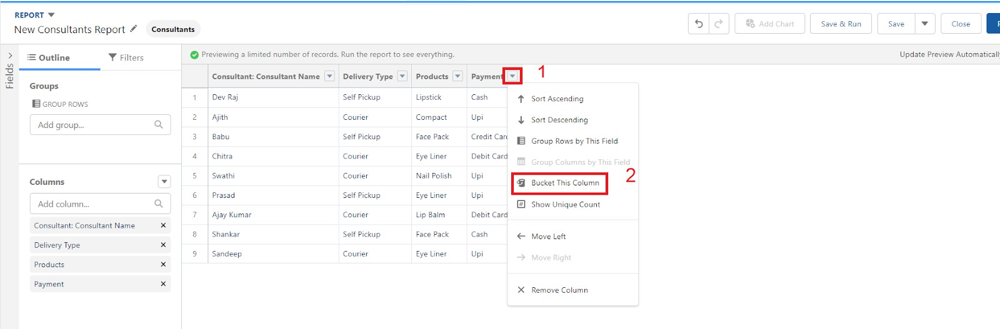 REPORT
New Consultants Report Consultants
Add Chart Save & Run Save Close
Fields
Outline Filters
Previewing a limited number of records. Run the report to see everything. Update Preview Automatically
Groups
GROUP ROWS
Add group...
Columns
Add column...
Consultant: Consultant Name
Delivery Type
Products
Payment
Consultant: Consultant Name Delivery Type Products Payment 1
1 Dev Raj Self Pickup Lipstick Cash
2 Ajith Courier Compact Upi
3 Babu Self Pickup Face Pack Credit Card
4 Chitra Courier Eye Liner Debit Card
5 Swathi Courier Nail Polish Upi
6 Prasad Self Pickup Eye Liner Upi
7 Ajay Kumar Courier Lip Balm Debit Card
8 Shankar Self Pickup Face Pack Cash
9 Sandeep Courier Eye Liner Upi
Sort Ascending
Sort Descending
Group Rows by This Field
Group Columns by This Field
Bucket This Column 2
Show Unique Count
Move Left
Move Right
Remove Column